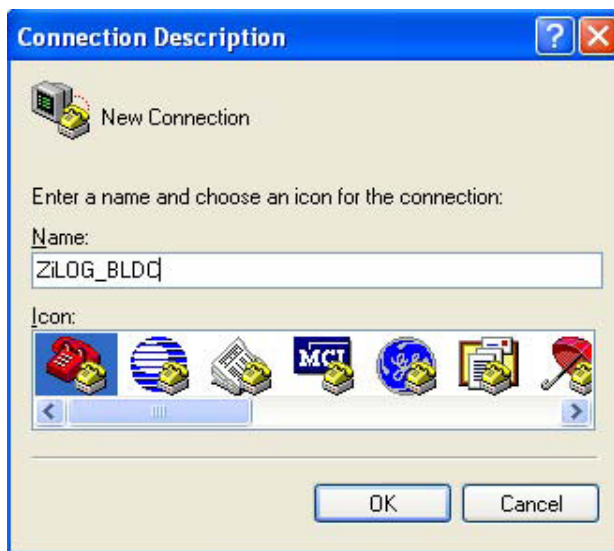 Connection Description
New Connection
Enter a name and choose an icon for the connection:
Name:
ZiLOG_BLDC
Icon:
MCI
OK Cancel